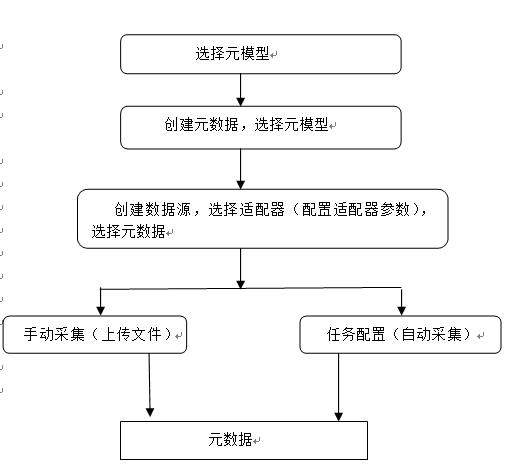 选择元模型
创建元数据，选择元模型
创建数据源，选择适配器（配置适配器参数），
选择元数据
手动采集（上传文件）
任务配置（自动采集）
元数据